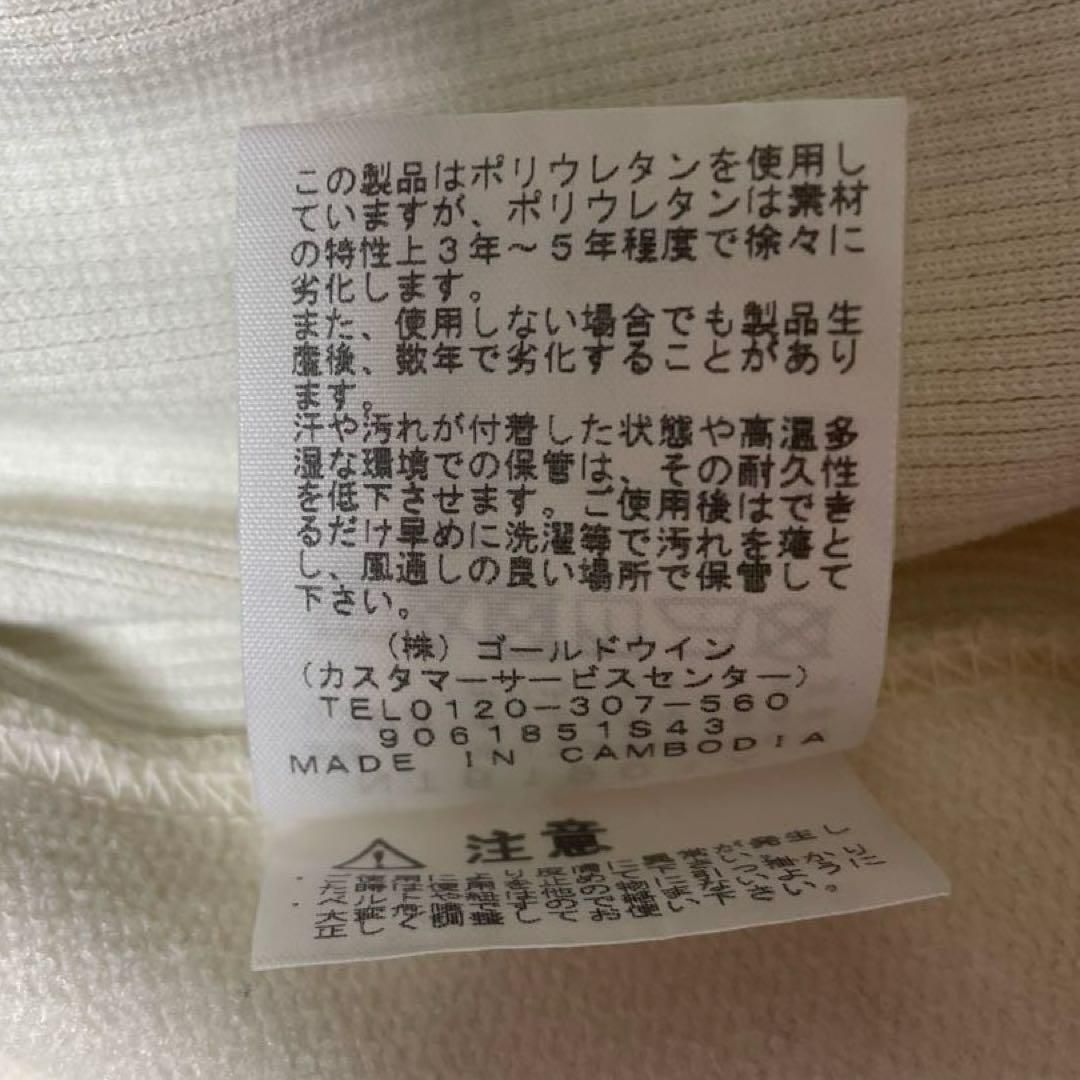 この製品はポリウレタンを使用し
ていますが、ポリウレタンは素材
の特性上3年~5年程度で徐々に
劣化します。
また、使用しない場合でも製品生
産後、数年で劣化することがあり
ます。
汗や汚れが付着した状態や高温多
湿な環境での保管は、その耐久性
を低下させます。ご使用後はでき
るだけ早めに洗濯等で汚れを落と
し、風通しの良い場所で保管して
下さい。
(株)ゴールドウイン
(カスタマーサービスセンター)
TEL0120-307-560
9061851S43
MADE IN CAMBODIA
注意